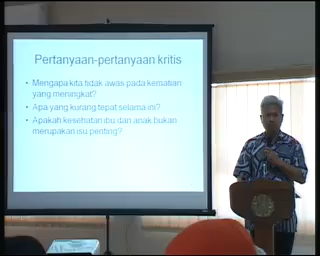 Pertanyaan-pertanyaan kritis
• Mengapa kita tidak awas pada kematian
yang meningkat?
• Apa yang kurang tepat selama ini?
• Apakah kesehatan ibu dan anak bukan
merupakan isu penting?